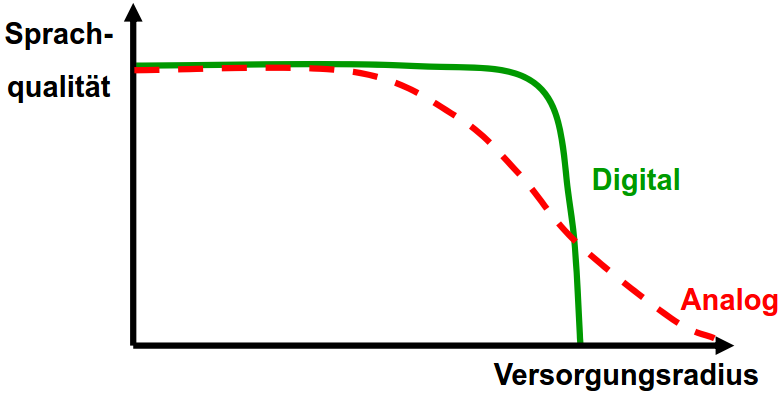 Sprach-
qualität
Digital
Analog
Versorgungsradius